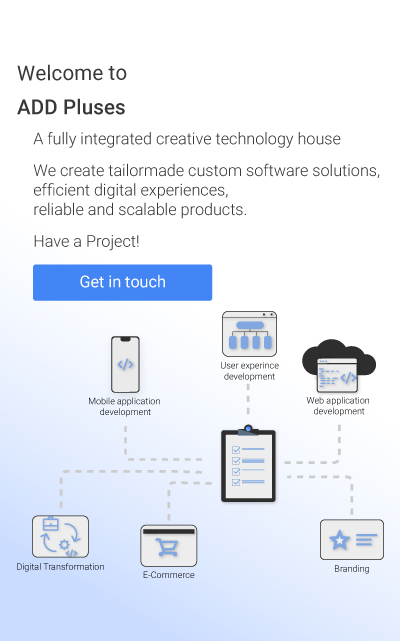 Welcome to
ADD Pluses
A fully integrated creative technology house
We create tailormade custom software solutions,
efficient digital experiences,
reliable and scalable products.
Have a Project!
Get in touch
User experince
development
Mobile application
development
Web application
development
Digital Transformation
E-Commerce
Branding